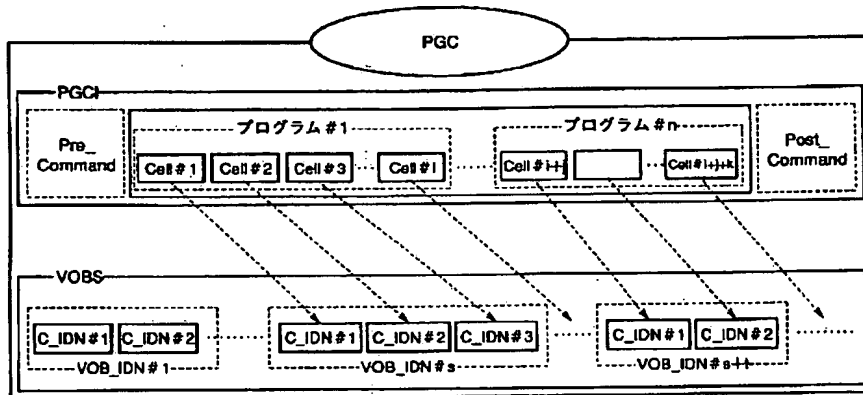 PGC
PGCI
Pre_
Command
プログラム#1
Cell#1 Cell#2 Cell#3 Cell#i
プログラム#n
Cell#i+j Cell#i+j+k
Post_
Command
VOBS
C_IDN#1 C_IDN#2
VOB_IDN#1
C_IDN#1 C_IDN#2 C_IDN#3
VOB_IDN#s
C_IDN#1 C_IDN#2
VOB_IDN#s+t